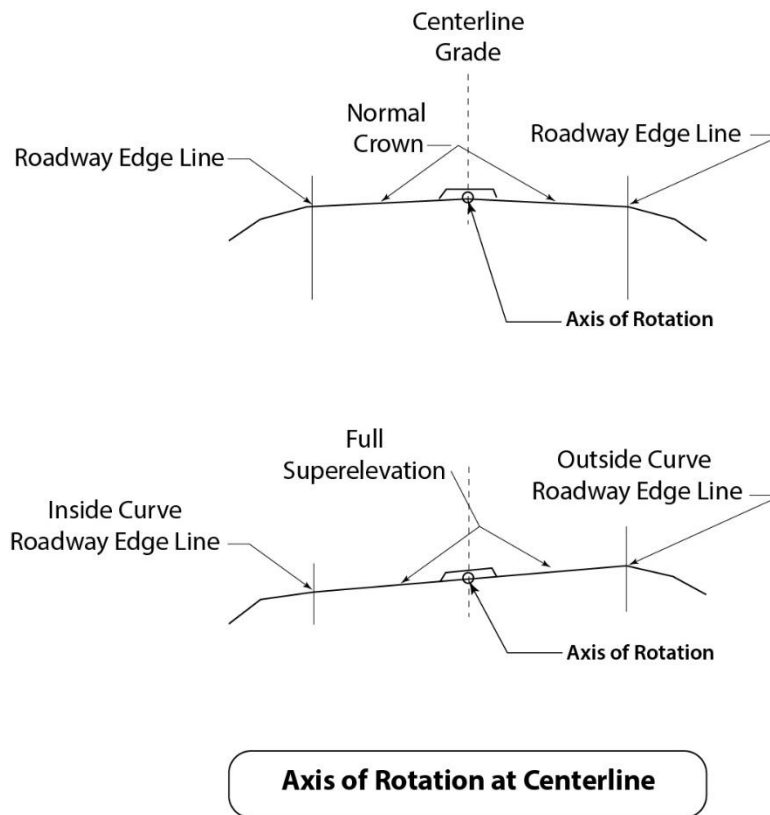 Centerline
Grade
Normal
Crown
Roadway Edge Line
Roadway Edge Line
Axis of Rotation
Full
Superelevation
Outside Curve
Roadway Edge Line
Inside Curve
Roadway Edge Line
Axis of Rotation
Axis of Rotation at Centerline